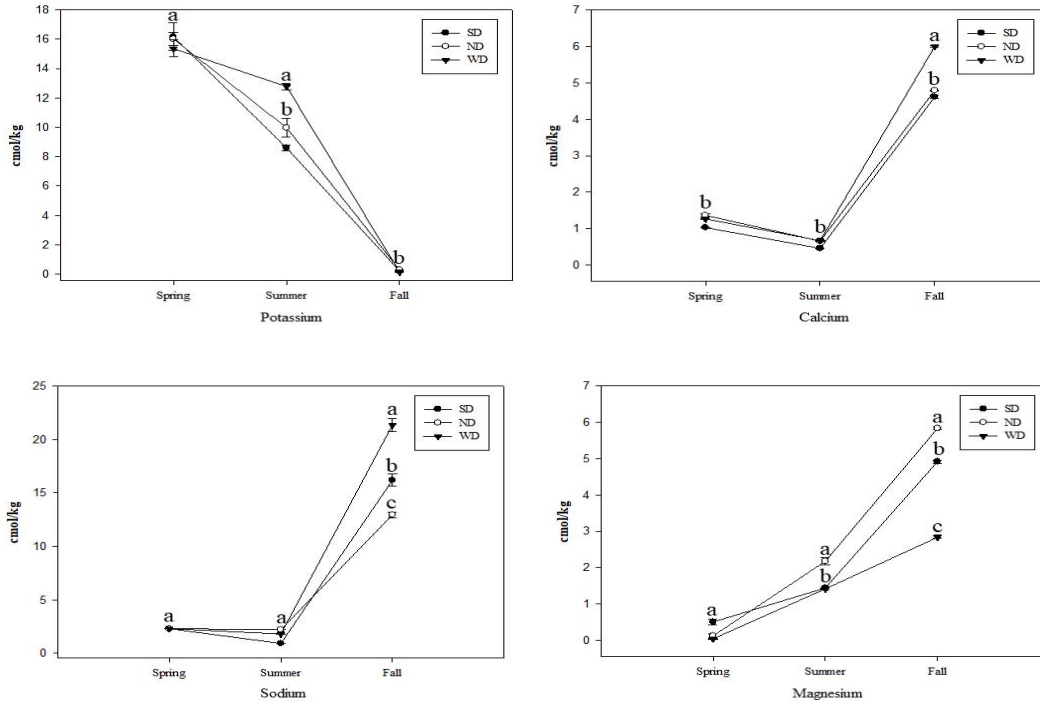 18
16
14
12
10
8
6
4
2
0
cmol/kg
a
a
b
b
SD
ND
WD
Spring Summer Fall
Potassium
7
6
5
4
3
2
1
0
cmol/kg
b
b
a
b
SD
ND
WD
Spring Summer Fall
Calcium
25
20
15
10
5
0
cmol/kg
a
a
a
b
c
SD
ND
WD
Spring Summer Fall
Sodium
7
6
5
4
3
2
1
0
cmol/kg
a
a
b
a
b
c
SD
ND
WD
Spring Summer Fall
Magnesium